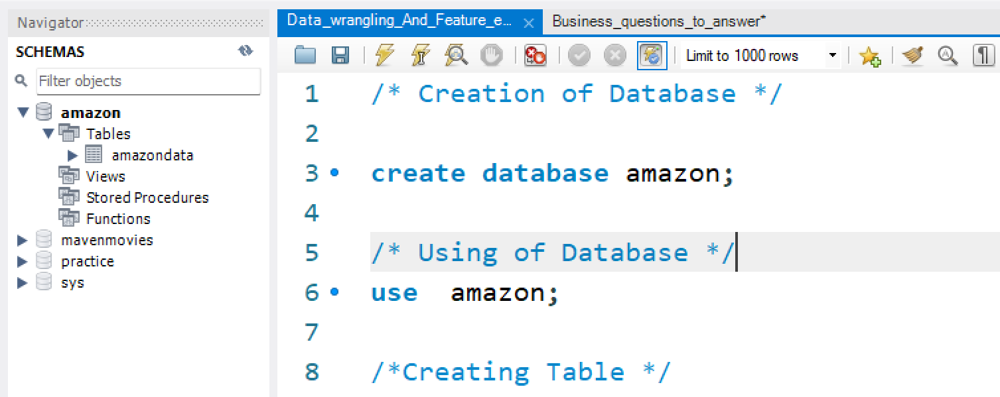 Navigator
SCHEMAS
Filter objects
amazon
Tables
amazondata
Views
Stored Procedures
Functions
mavenmovies
practice
sys
Data_wrangling_And_Feature_e...
Business_questions_to_answer*
Limit to 1000 rows
1 /* Creation of Database */
2
3 create database amazon;
4
5 /* Using of Database */
6 use  amazon;
7
8 /*Creating Table */